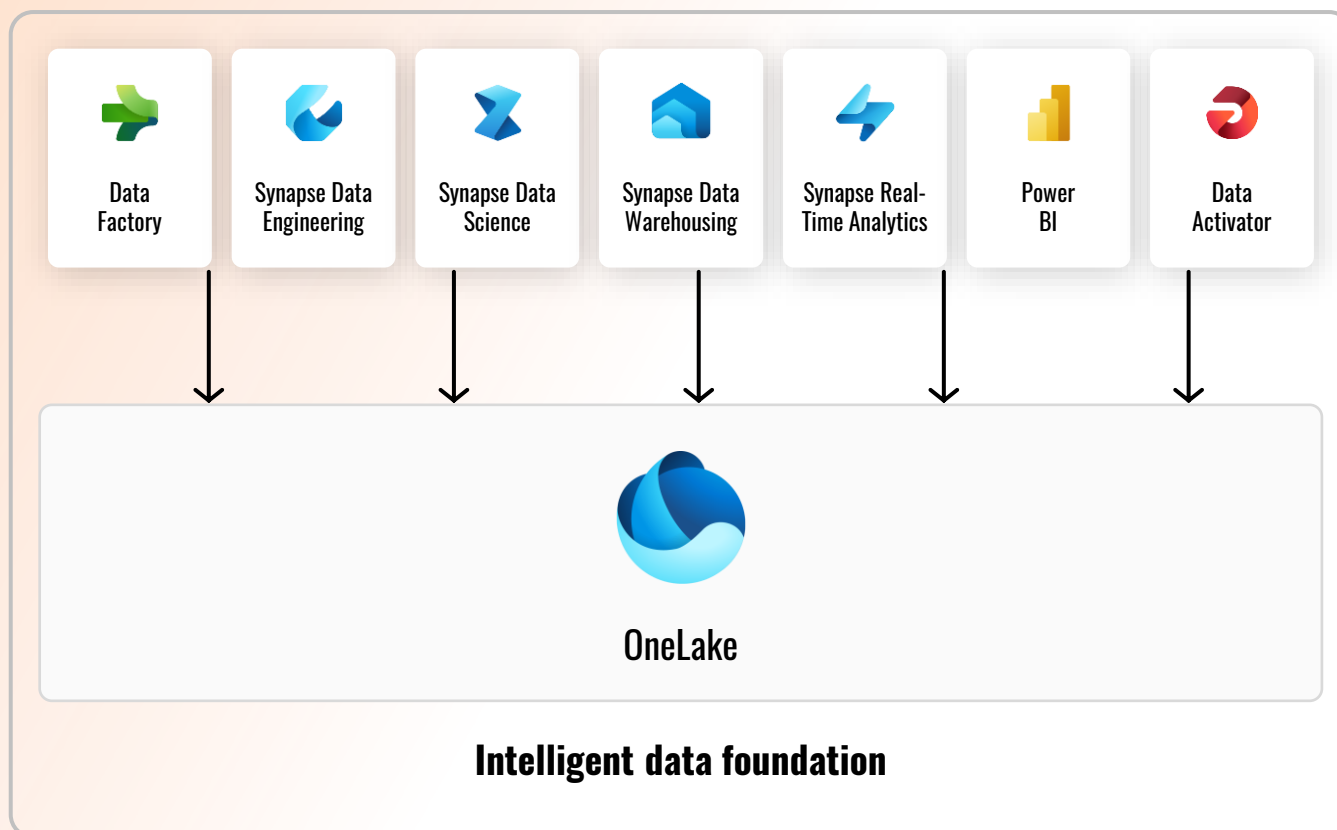 Data
Factory
Synapse Data
Engineering
Synapse Data
Science
Synapse Data
Warehousing
Synapse Real-
Time Analytics
Power
BI
Data
Activator
OneLake
Intelligent data foundation